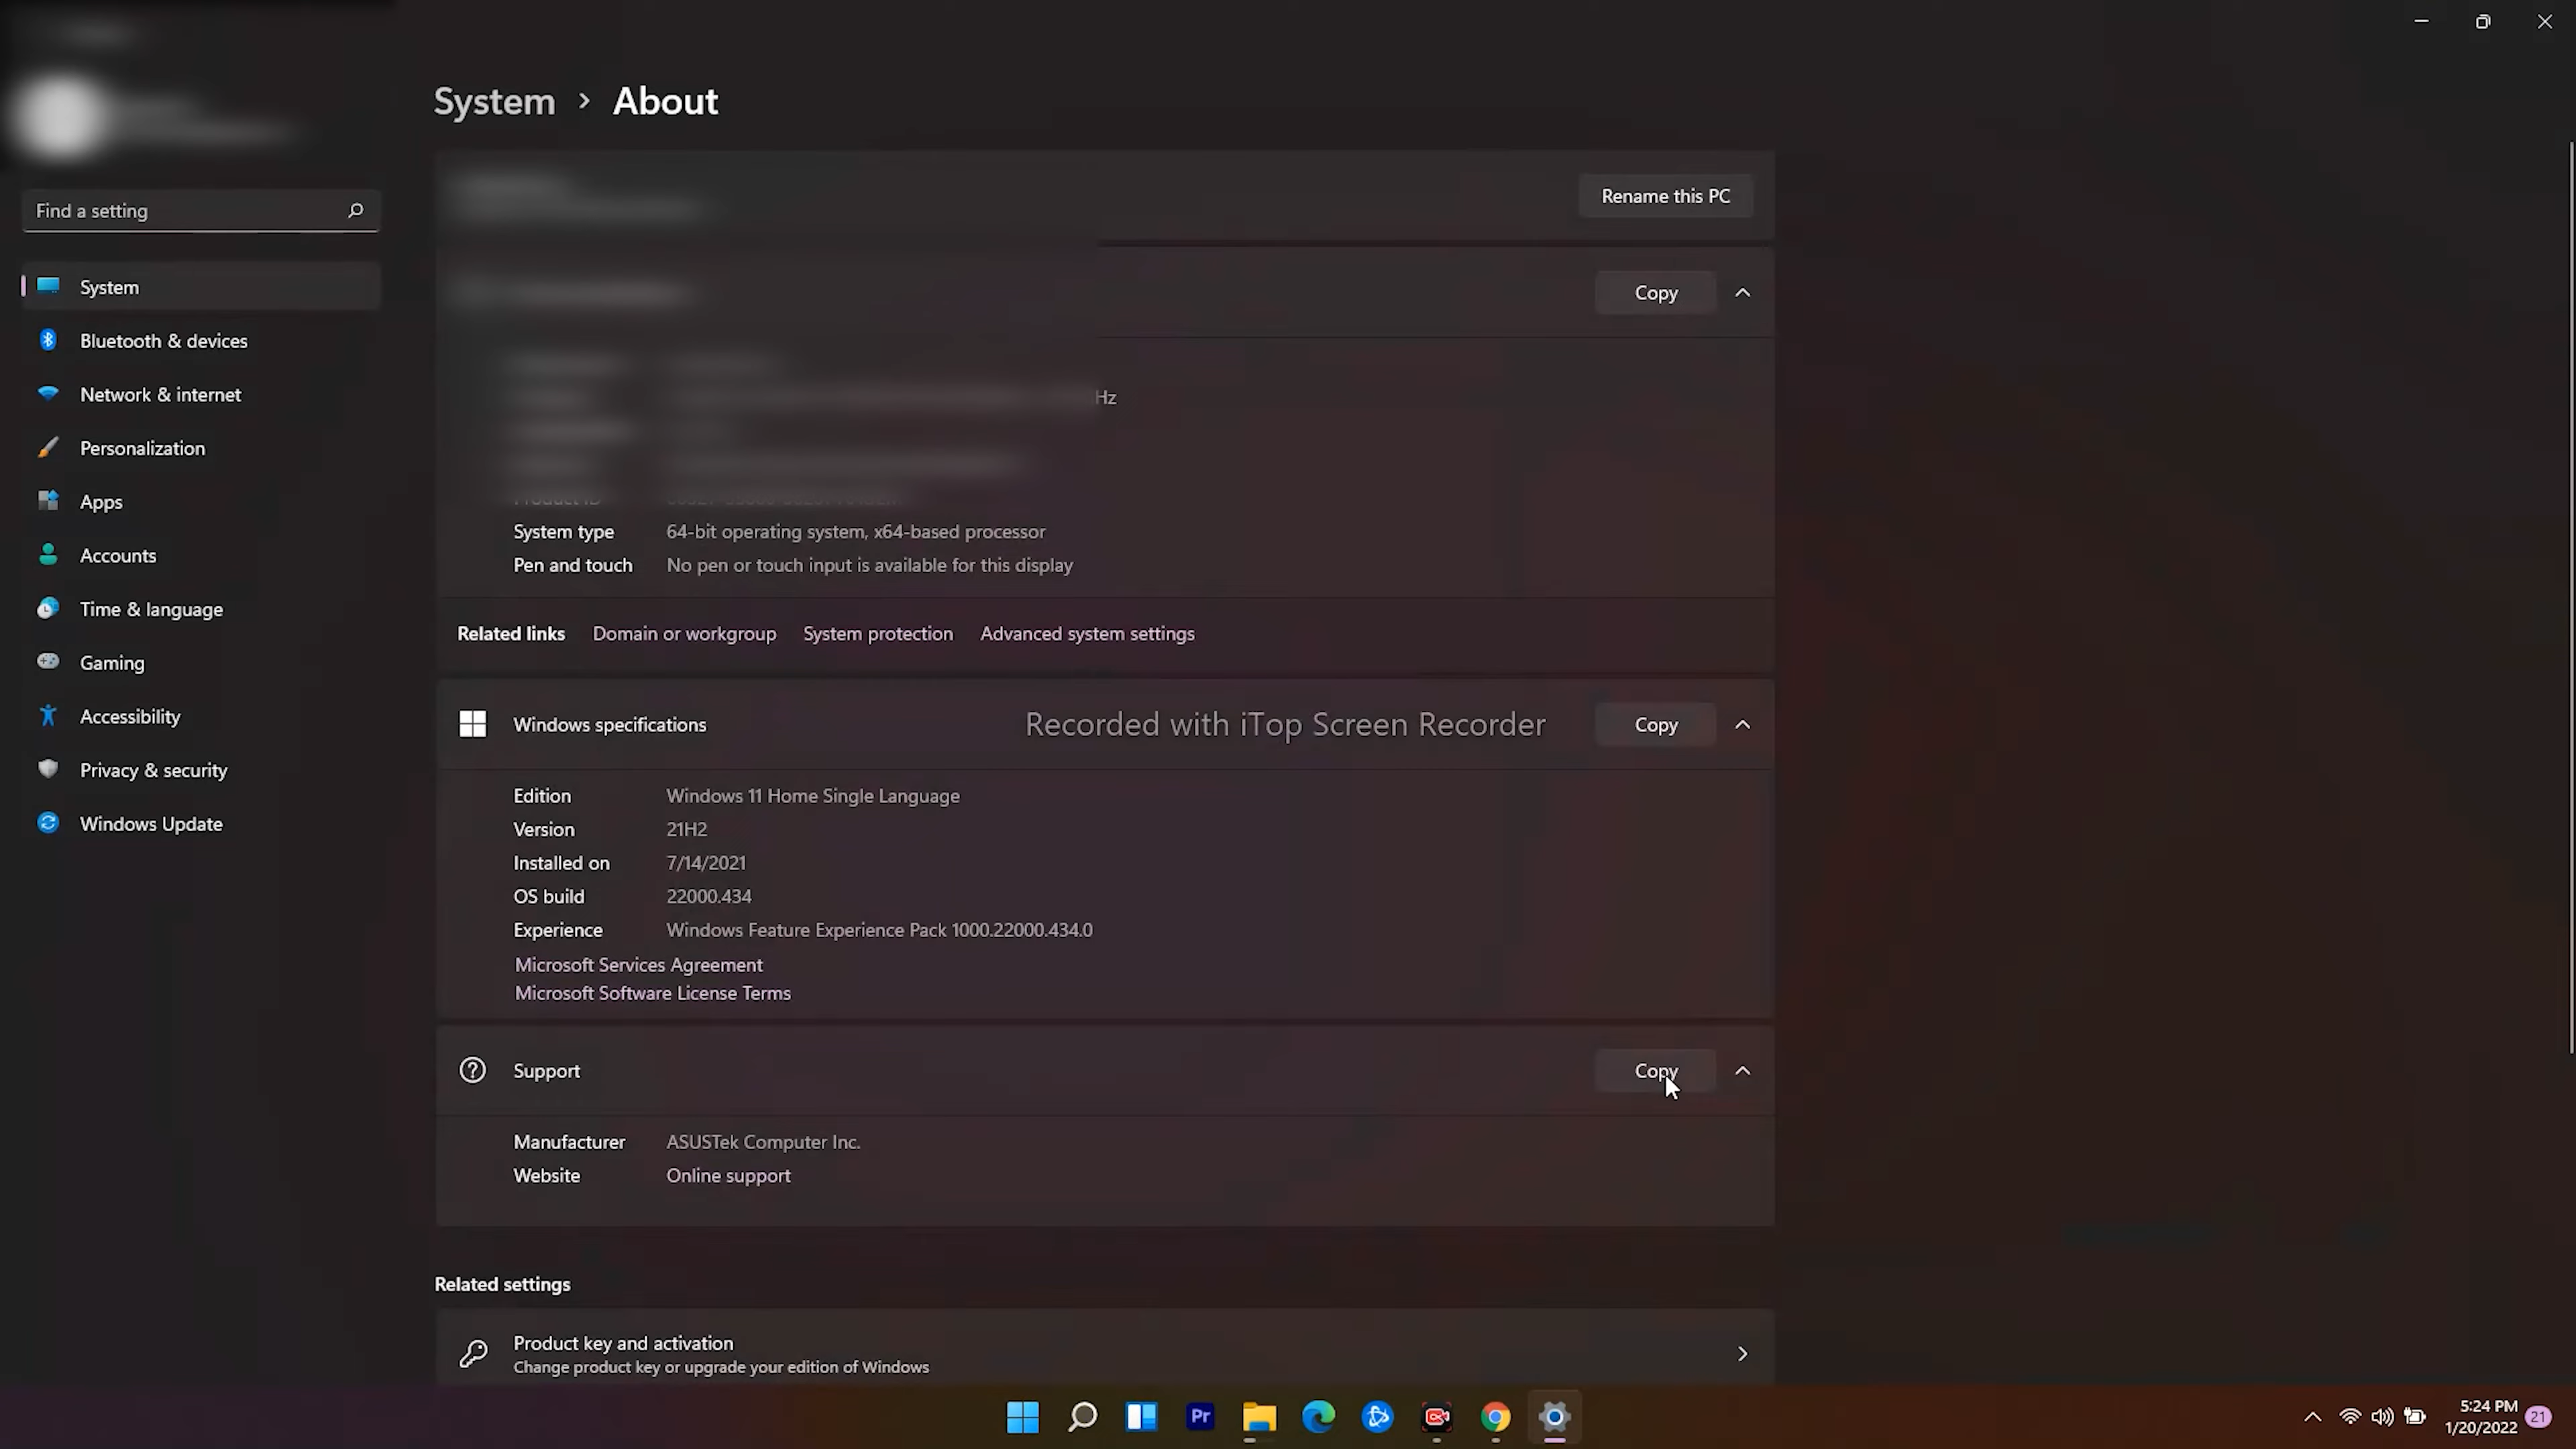 System > About
Find a setting
Rename this PC
System
Bluetooth & devices
Network & internet
Personalization
Apps
Accounts
Time & language
Gaming
Accessibility
Privacy & security
Windows Update
Copy
Hz
Product ID
System type 64-bit operating system, x64-based processor
Pen and touch No pen or touch input is available for this display
Related links Domain or workgroup System protection Advanced system settings
Windows specifications Recorded with iTop Screen Recorder Copy
Edition Windows 11 Home Single Language
Version 21H2
Installed on 7/14/2021
OS build 22000.434
Experience Windows Feature Experience Pack 1000.22000.434.0
Microsoft Services Agreement
Microsoft Software License Terms
Support Copy
Manufacturer ASUSTek Computer Inc.
Website Online support
Related settings
Product key and activation
Change product key or upgrade your edition of Windows
Pr
5:24 PM
1/20/2022
21